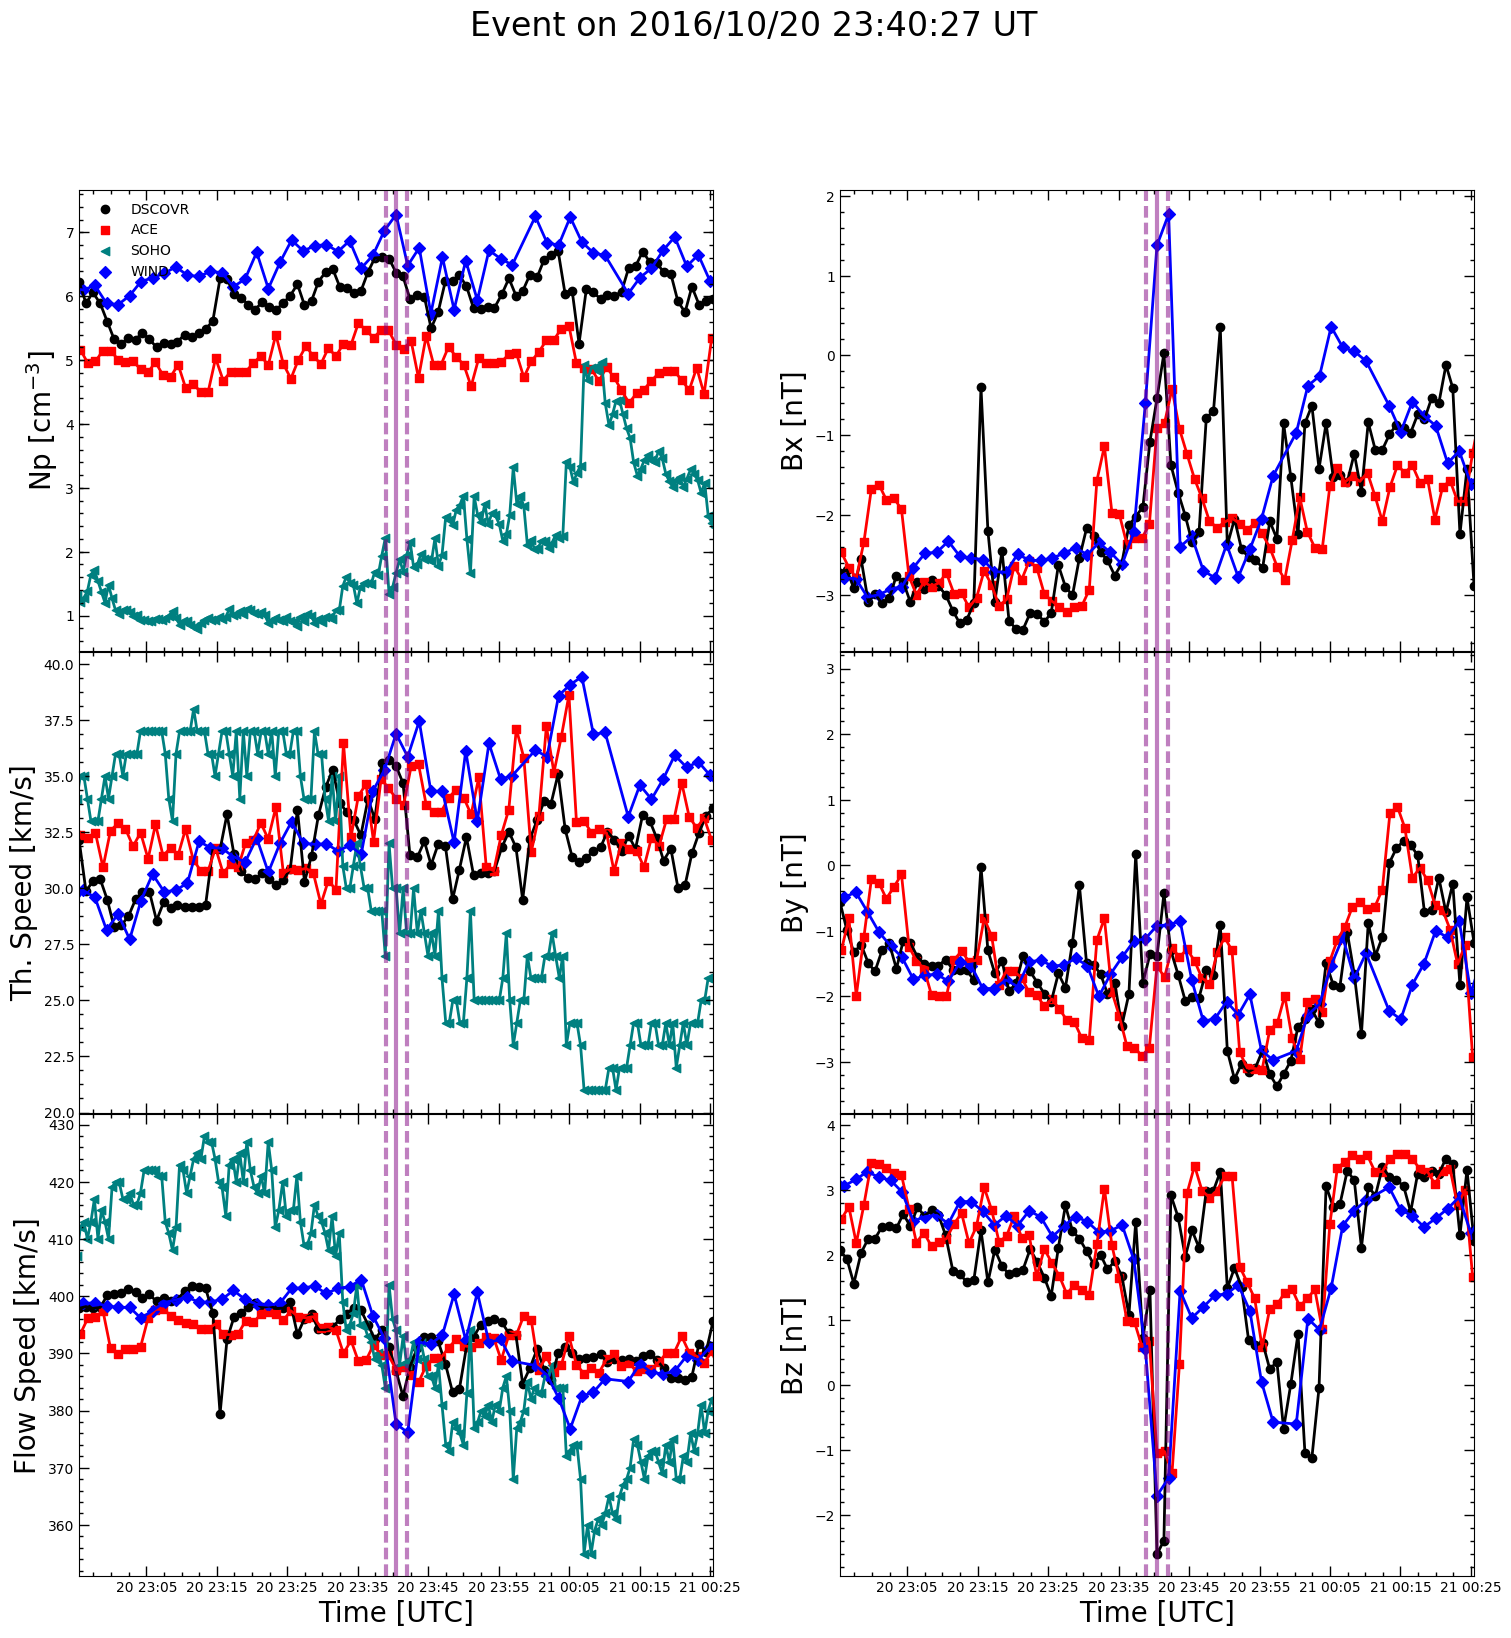 Event on 2016/10/20 23:40:27 UT
DSCOVR
ACE
SOHO
WIND
Np [cm⁻³]
7
6
5
4
3
2
1
Th. Speed [km/s]
40.0
37.5
35.0
32.5
30.0
27.5
25.0
22.5
20.0
Flow Speed [km/s]
430
420
410
400
390
380
370
360
20 23:05 20 23:15 20 23:25 20 23:35 20 23:45 20 23:55 21 00:05 21 00:15 21 00:25
Time [UTC]
Bx [nT]
2
1
0
−1
−2
−3
By [nT]
3
2
1
0
−1
−2
−3
Bz [nT]
4
3
2
1
0
−1
−2
20 23:05 20 23:15 20 23:25 20 23:35 20 23:45 20 23:55 21 00:05 21 00:15 21 00:25
Time [UTC]